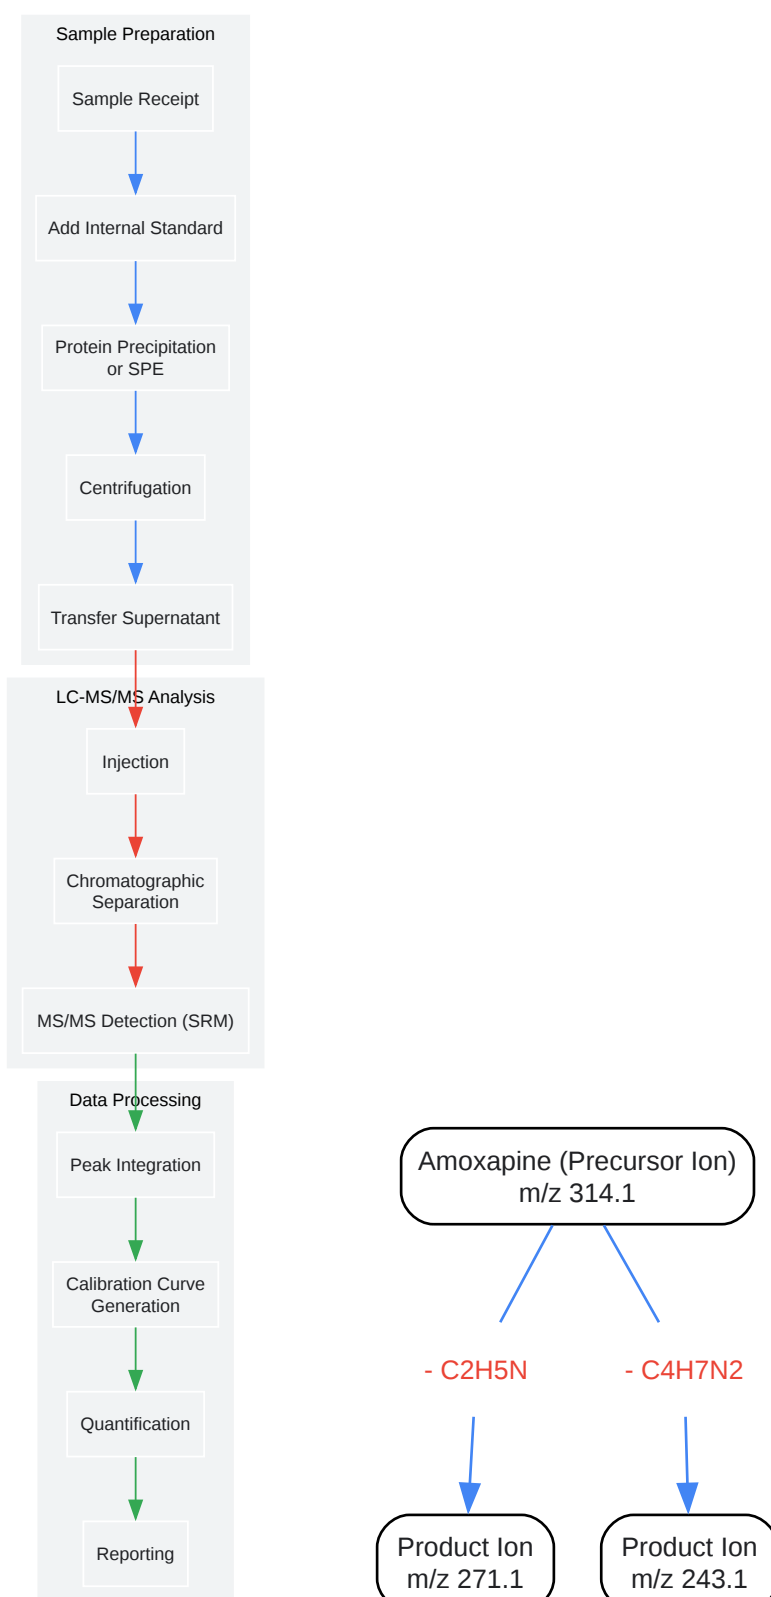 Sample Preparation
Sample Receipt
Add Internal Standard
Protein Precipitation
or SPE
Centrifugation
Transfer Supernatant
LC-MS/MS Analysis
Injection
Chromatographic
Separation
MS/MS Detection (SRM)
Data Processing
Peak Integration
Calibration Curve
Generation
Quantification
Reporting
Amoxapine (Precursor Ion)
m/z 314.1
- C2H5N
- C4H7N2
Product Ion
m/z 271.1
Product Ion
m/z 243.1